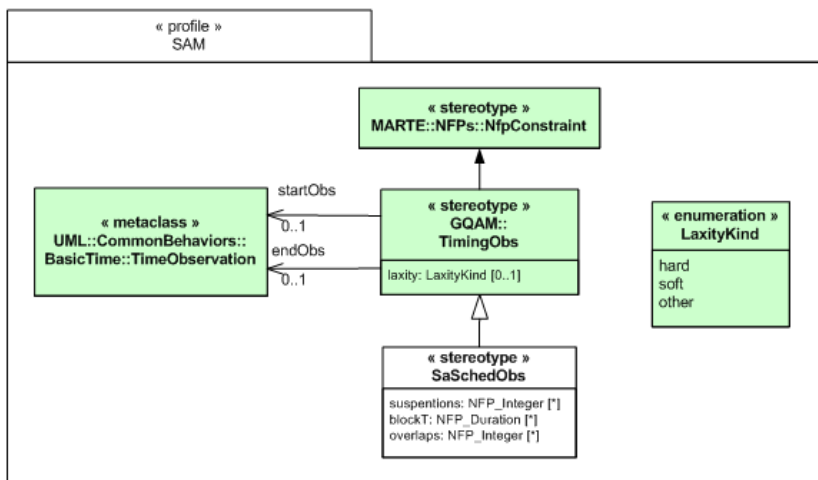 « profile »
SAM
« stereotype »
MARTE::NFPs::NfpConstraint
startObs
0..1
« metaclass »
UML::CommonBehaviors::
BasicTime::TimeObservation
endObs
0..1
« stereotype »
GQAM::
TimingObs
laxity: LaxityKind [0..1]
« enumeration »
LaxityKind
hard
soft
other
« stereotype »
SaSchedObs
suspentions: NFP_Integer [*]
blockT: NFP_Duration [*]
overlaps: NFP_Integer [*]